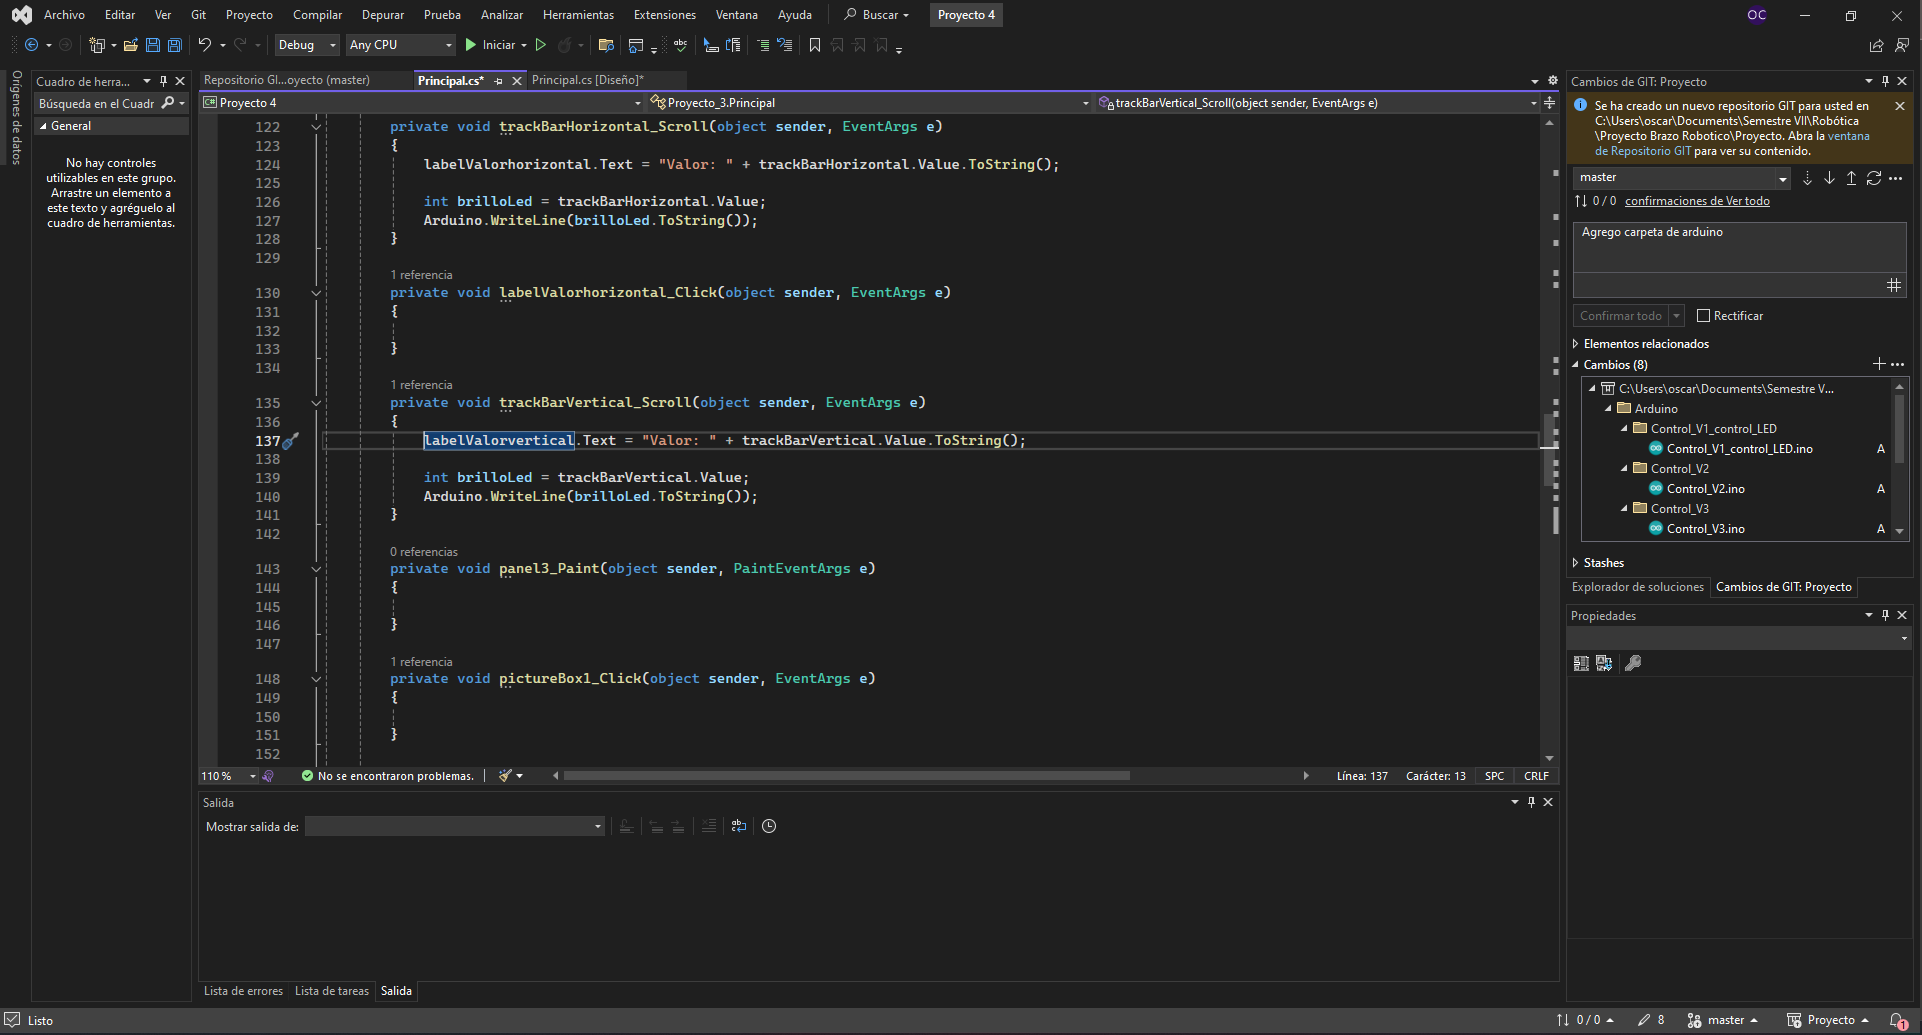 Archivo Editar Ver Git Proyecto Compilar Depurar Prueba Analizar Herramientas Extensiones Ventana Ayuda Buscar Proyecto 4 OC
Debug Any CPU Iniciar
Orígenes de datos
Cuadro de herra...
Búsqueda en el Cuadr
General
No hay controles
utilizables en este grupo.
Arrastre un elemento a
este texto y agréguelo al
cuadro de herramientas.
Repositorio GI...oyecto (master) Principal.cs* Principal.cs [Diseño]*
C# Proyecto 4 Proyecto_3.Principal trackBarVertical_Scroll(object sender, EventArgs e)
122 private void trackBarHorizontal_Scroll(object sender, EventArgs e)
123 {
124 labelValorhorizontal.Text = "Valor: " + trackBarHorizontal.Value.ToString();
125
126 int brilloLed = trackBarHorizontal.Value;
127 Arduino.WriteLine(brilloLed.ToString());
128 }
129
1 referencia
130 private void labelValorhorizontal_Click(object sender, EventArgs e)
131 {
132
133 }
134
1 referencia
135 private void trackBarVertical_Scroll(object sender, EventArgs e)
136 {
137 labelValorvertical.Text = "Valor: " + trackBarVertical.Value.ToString();
138
139 int brilloLed = trackBarVertical.Value;
140 Arduino.WriteLine(brilloLed.ToString());
141 }
142
0 referencias
143 private void panel3_Paint(object sender, PaintEventArgs e)
144 {
145
146 }
147
1 referencia
148 private void pictureBox1_Click(object sender, EventArgs e)
149 {
150
151 }
152
110 % No se encontraron problemas. Línea: 137 Carácter: 13 SPC CRLF
Salida
Mostrar salida de:
Lista de errores Lista de tareas Salida
Cambios de GIT: Proyecto
Se ha creado un nuevo repositorio GIT para usted en
C:\Users\oscar\Documents\Semestre VII\Robótica
\Proyecto Brazo Robotico\Proyecto. Abra la ventana
de Repositorio GIT para ver su contenido.
master
0 / 0 confirmaciones de Ver todo
Agrego carpeta de arduino
Confirmar todo Rectificar
Elementos relacionados
Cambios (8)
C:\Users\oscar\Documents\Semestre V...
Arduino
Control_V1_control_LED
Control_V1_control_LED.ino A
Control_V2
Control_V2.ino A
Control_V3
Control_V3.ino A
Stashes
Explorador de soluciones Cambios de GIT: Proyecto
Propiedades
Listo 0 / 0 8 master Proyecto 1